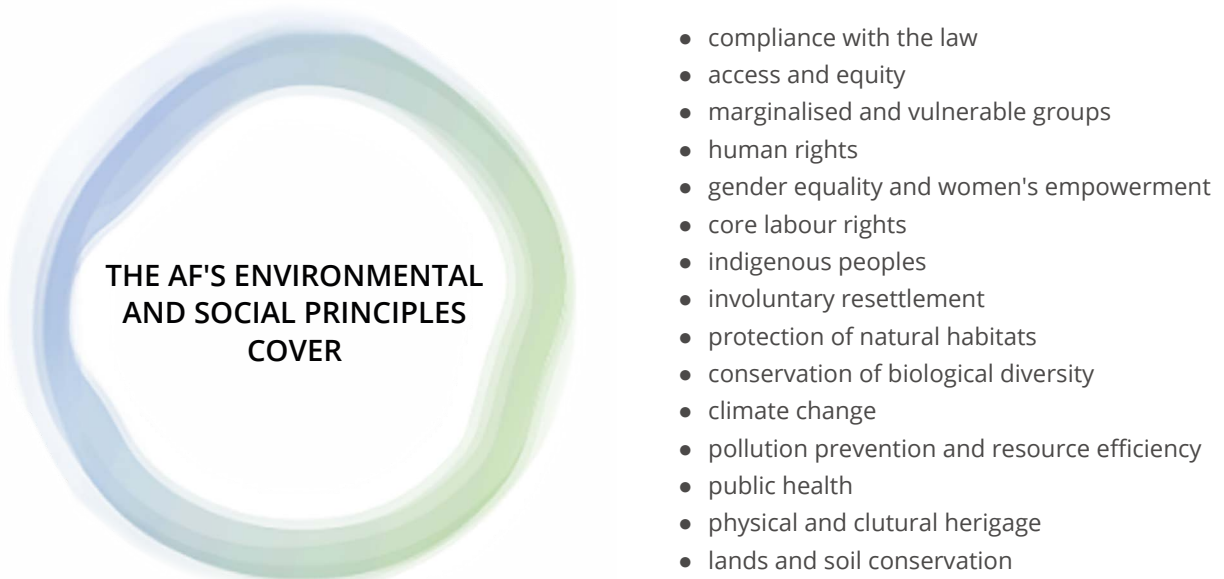 THE AF'S ENVIRONMENTAL
AND SOCIAL PRINCIPLES
COVER
● compliance with the law
● access and equity
● marginalised and vulnerable groups
● human rights
● gender equality and women's empowerment
● core labour rights
● indigenous peoples
● involuntary resettlement
● protection of natural habitats
● conservation of biological diversity
● climate change
● pollution prevention and resource efficiency
● public health
● physical and clutural herigage
● lands and soil conservation